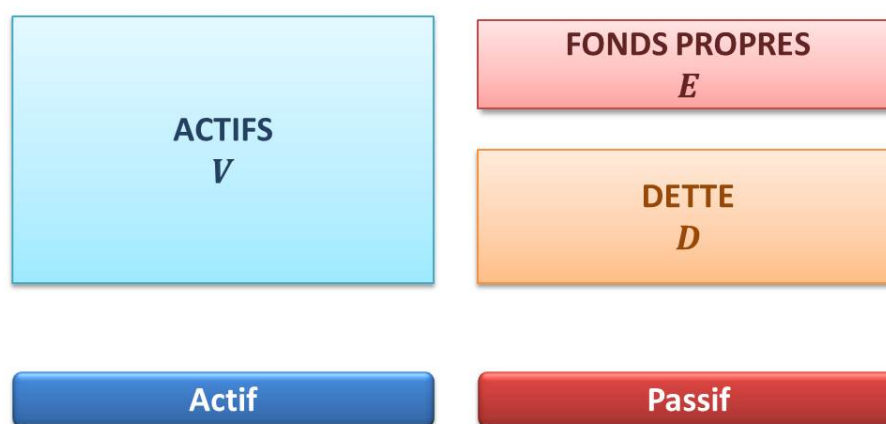 ACTIFS
V
FONDS PROPRES
E
DETTE
D
Actif
Passif